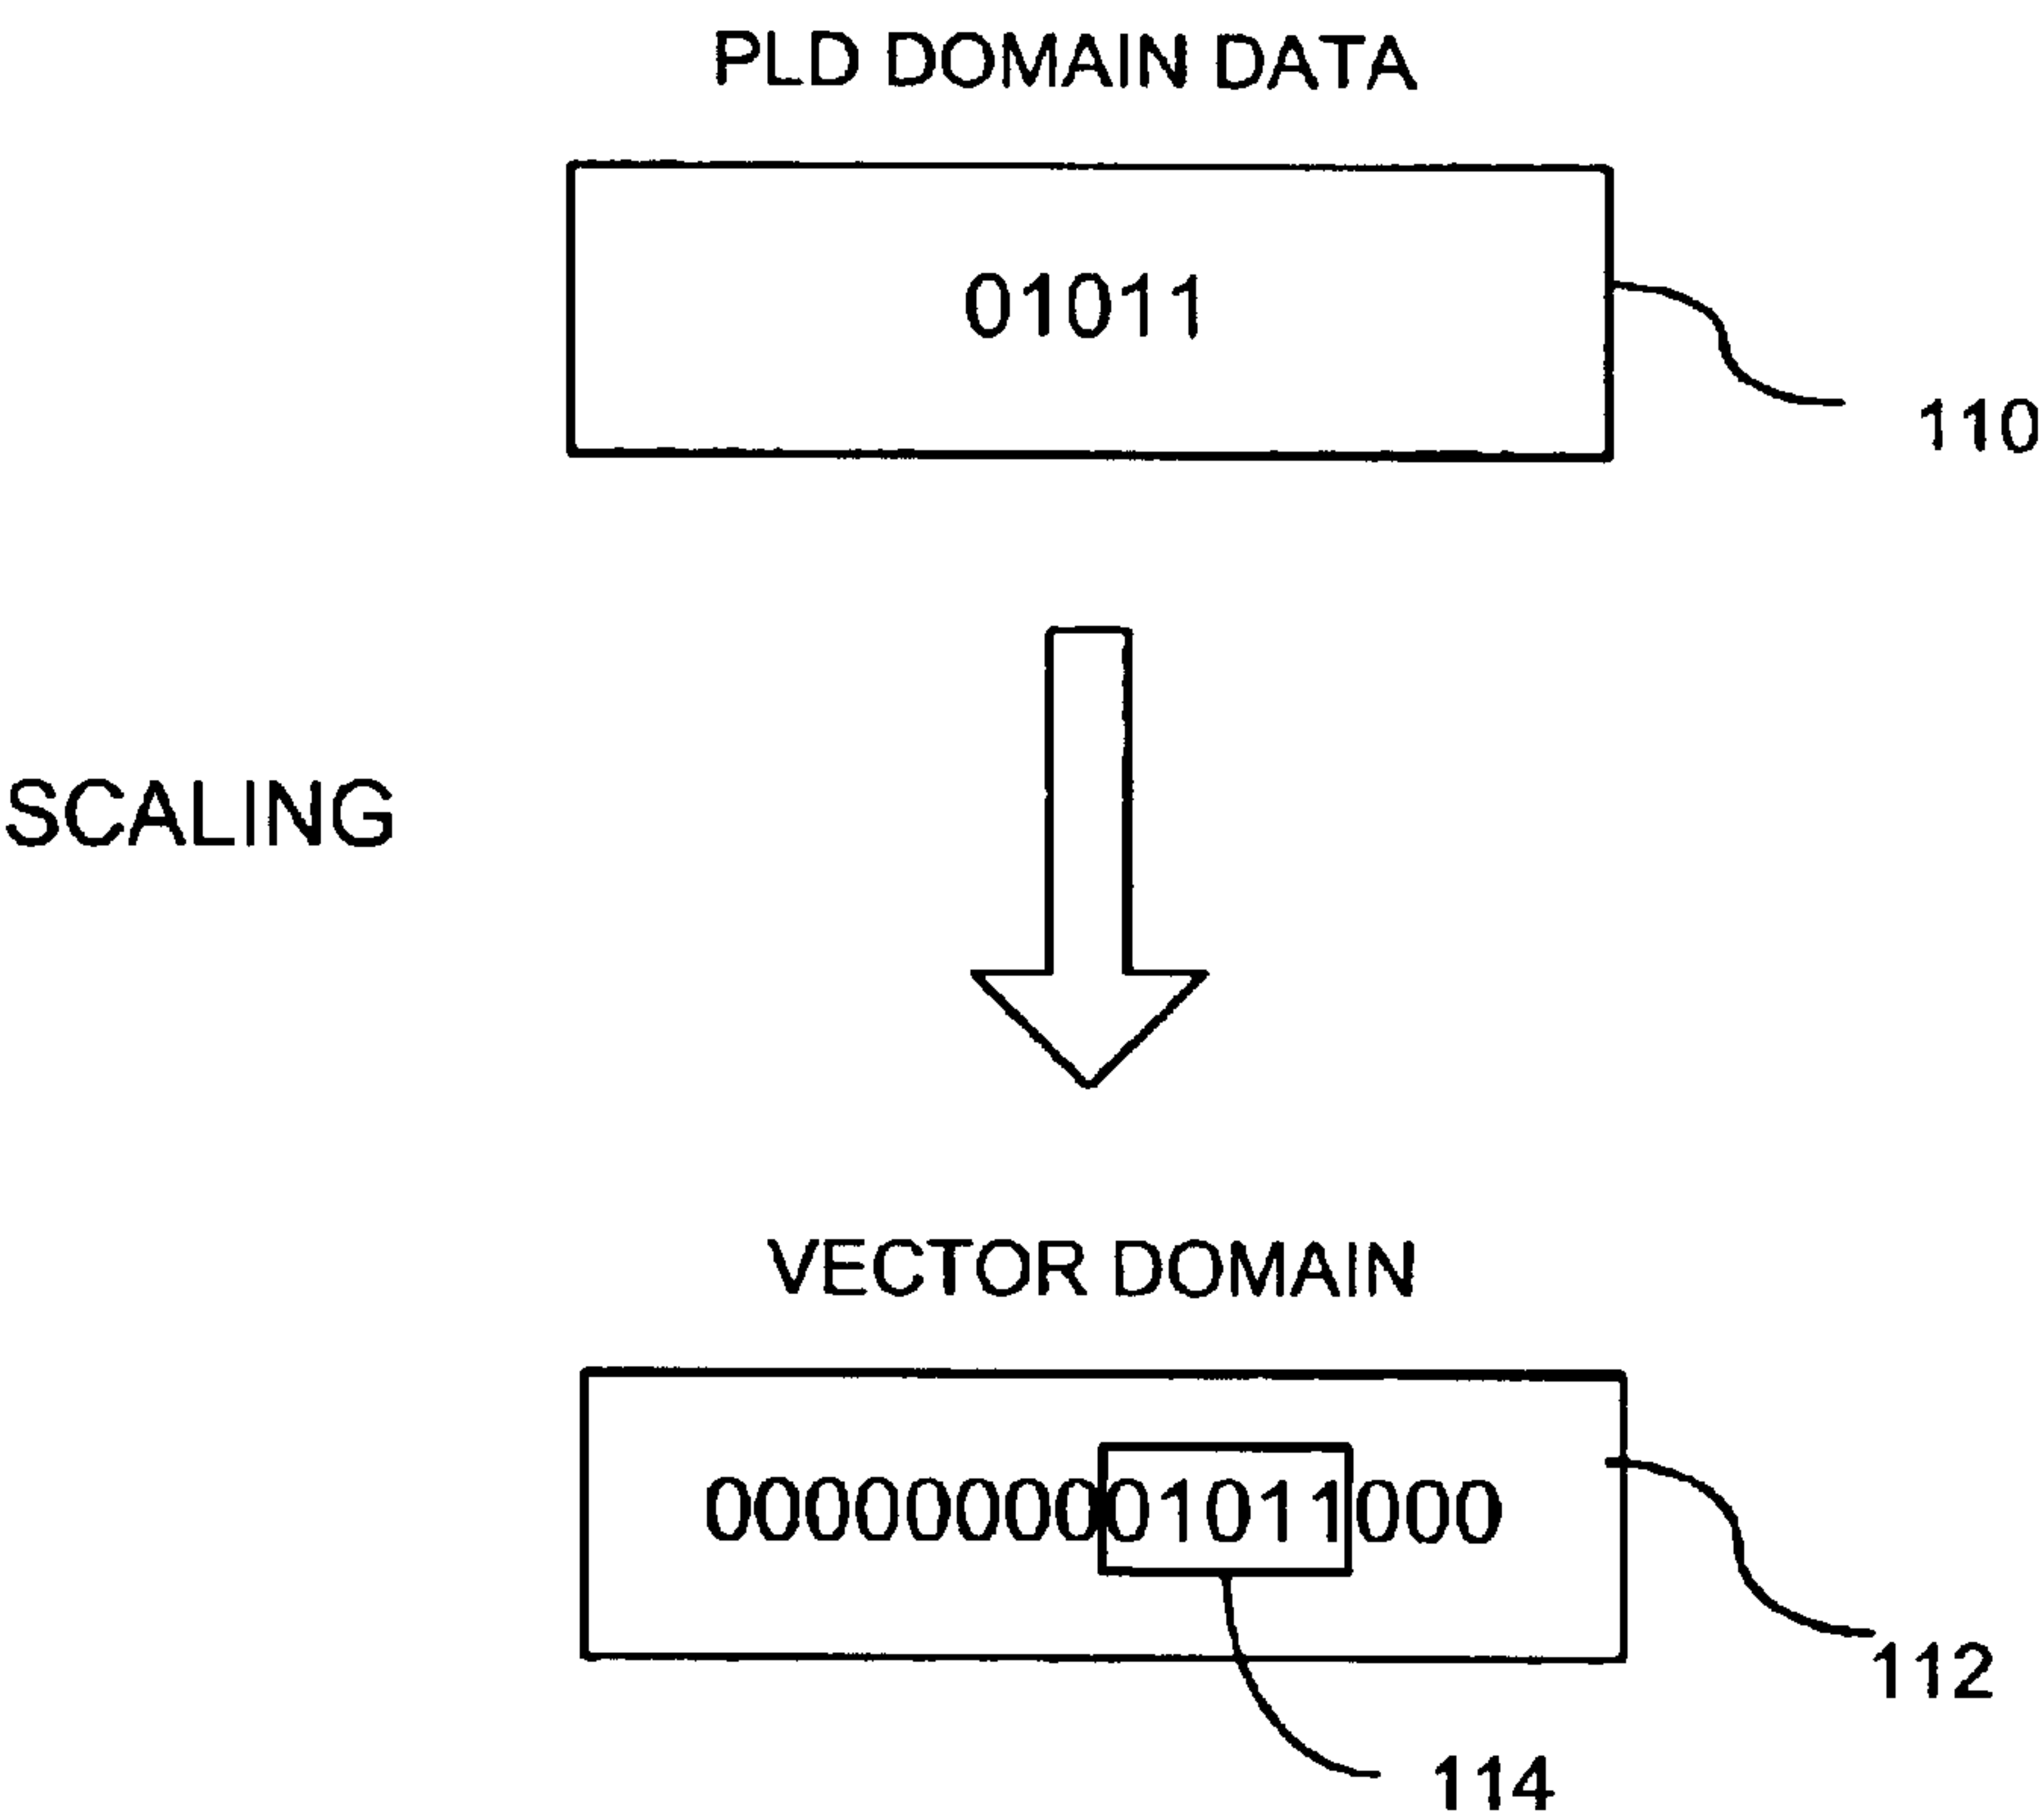 PLD DOMAIN DATA
01011
110
SCALING
VECTOR DOMAIN
0000000001011000
112
114